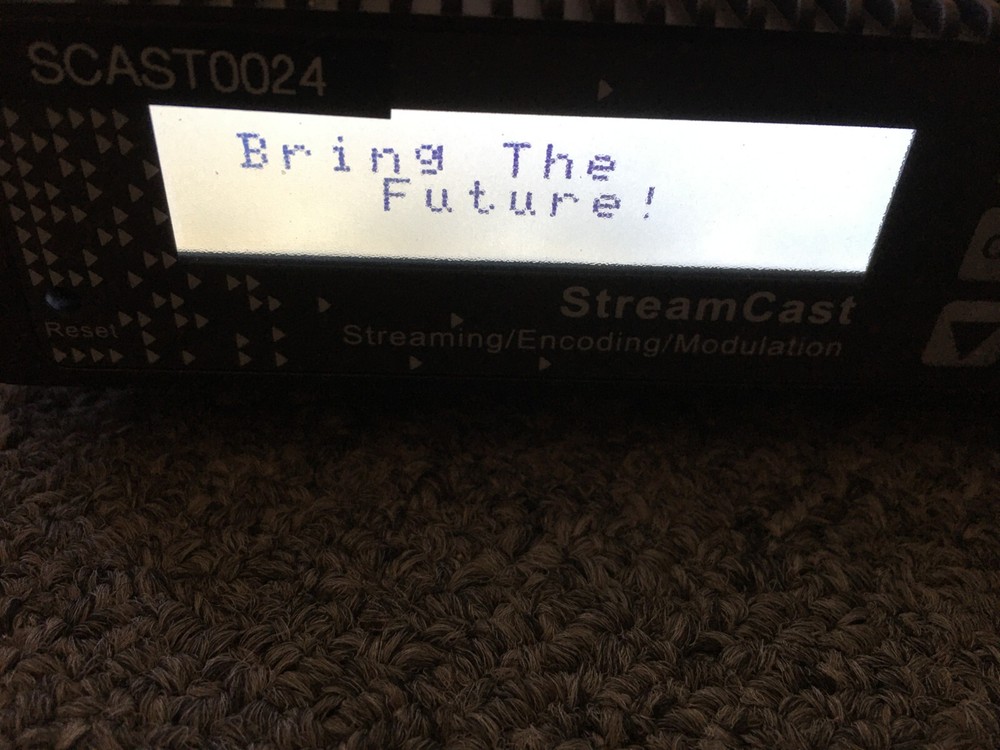 SCAST0024
Bring The
Future!
StreamCast
Reset
Streaming/Encoding/Modulation